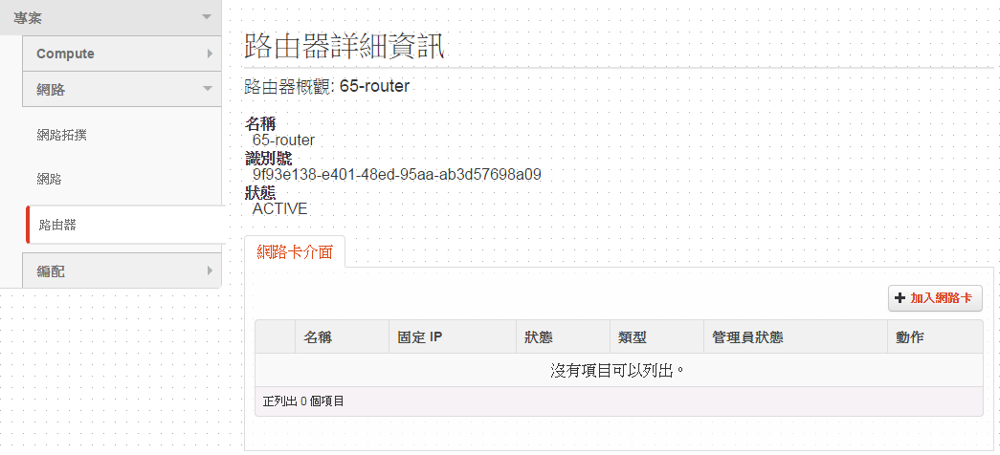 專案
Compute
網路
網路拓撲
網路
路由器
編配
路由器詳細資訊
路由器概觀: 65-router
名稱
65-router
識別號
9f93e138-e401-48ed-95aa-ab3d57698a09
狀態
ACTIVE
網路卡介面
加入網路卡
名稱 固定 IP 狀態 類型 管理員狀態 動作
沒有項目可以列出。
正列出 0 個項目